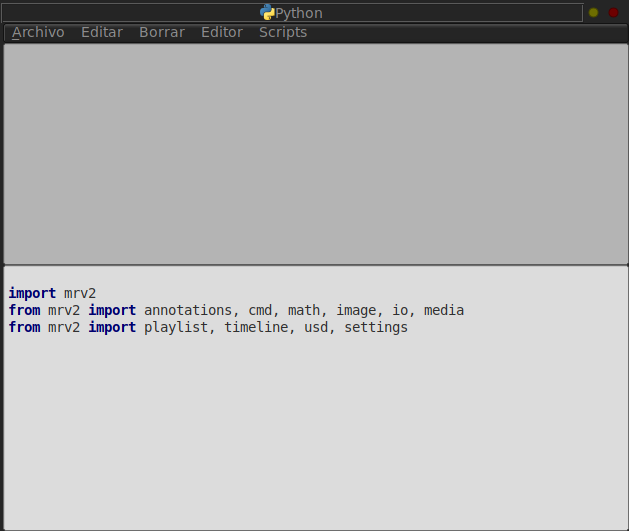 Python
Archivo Editar Borrar Editor Scripts
import mrv2
from mrv2 import annotations, cmd, math, image, io, media
from mrv2 import playlist, timeline, usd, settings